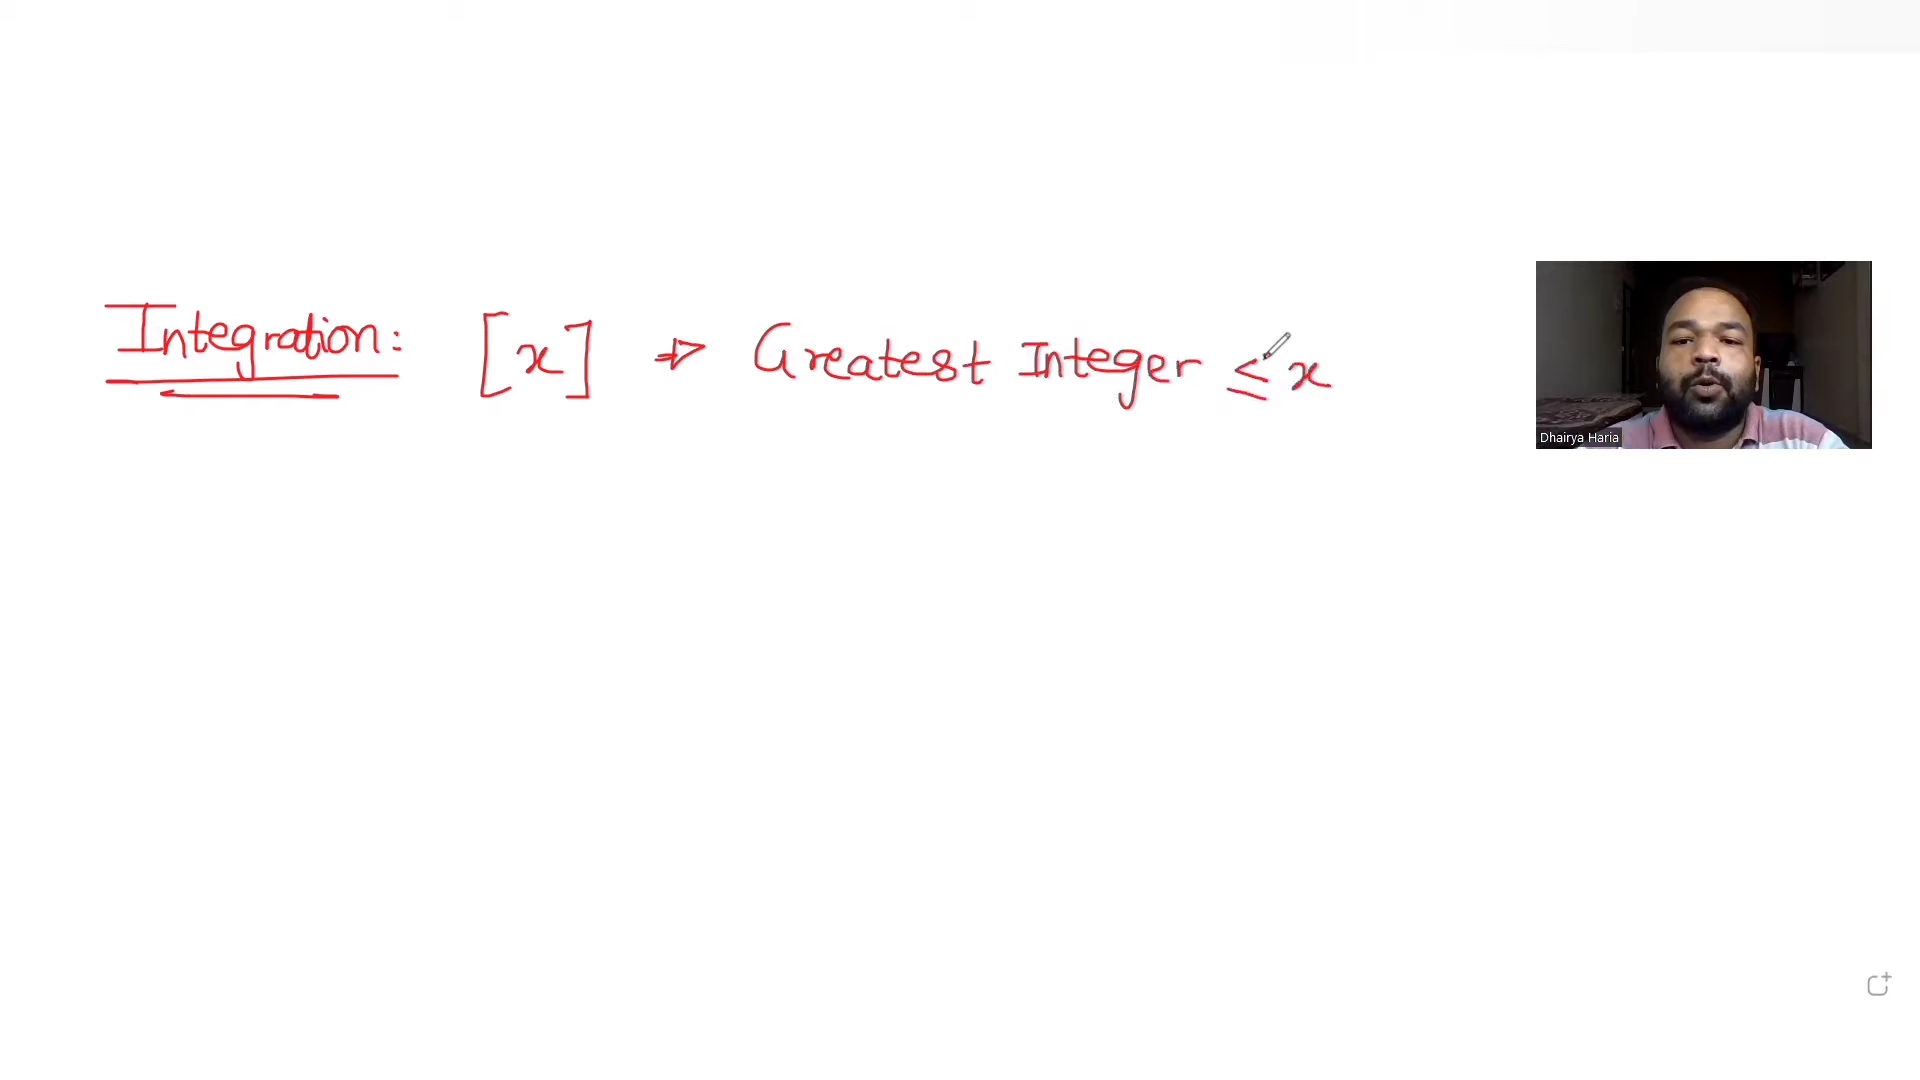 Integration: [x] ⇒ Greatest Integer ≤ x
Dhairya Haria